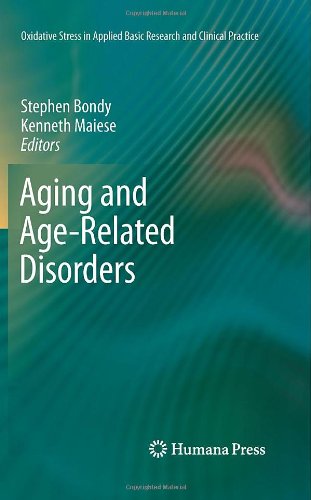 Oxidative Stress in Applied Basic Research and Clinical Practice
Stephen Bondy
Kenneth Maiese
Editors
Aging and
Age-Related
Disorders
Humana Press